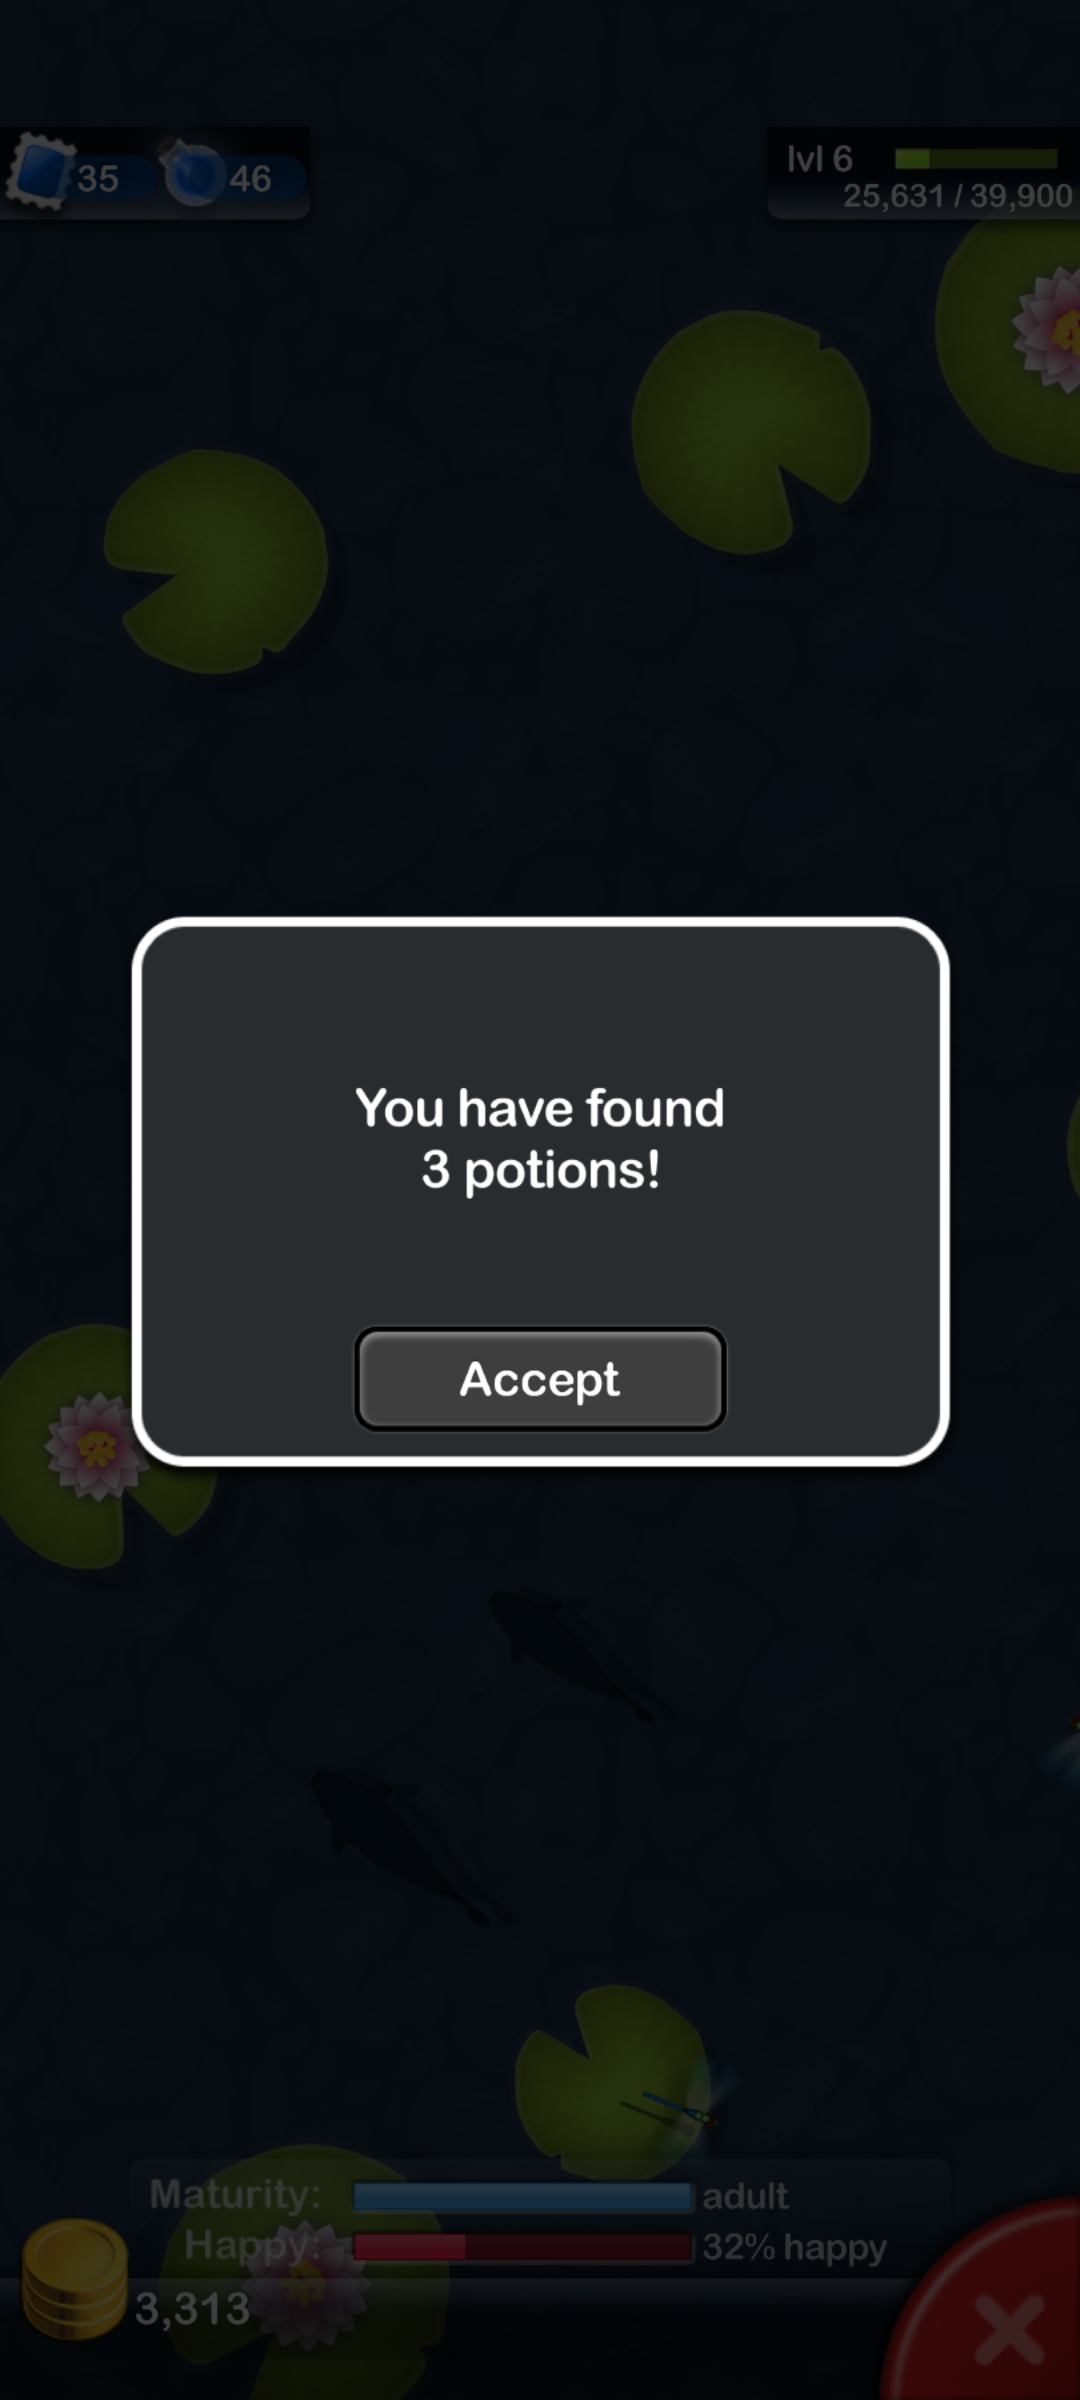 35 46
lvl 6
25,631 / 39,900
You have found
3 potions!
Accept
Maturity: adult
Happy: 32% happy
3,313